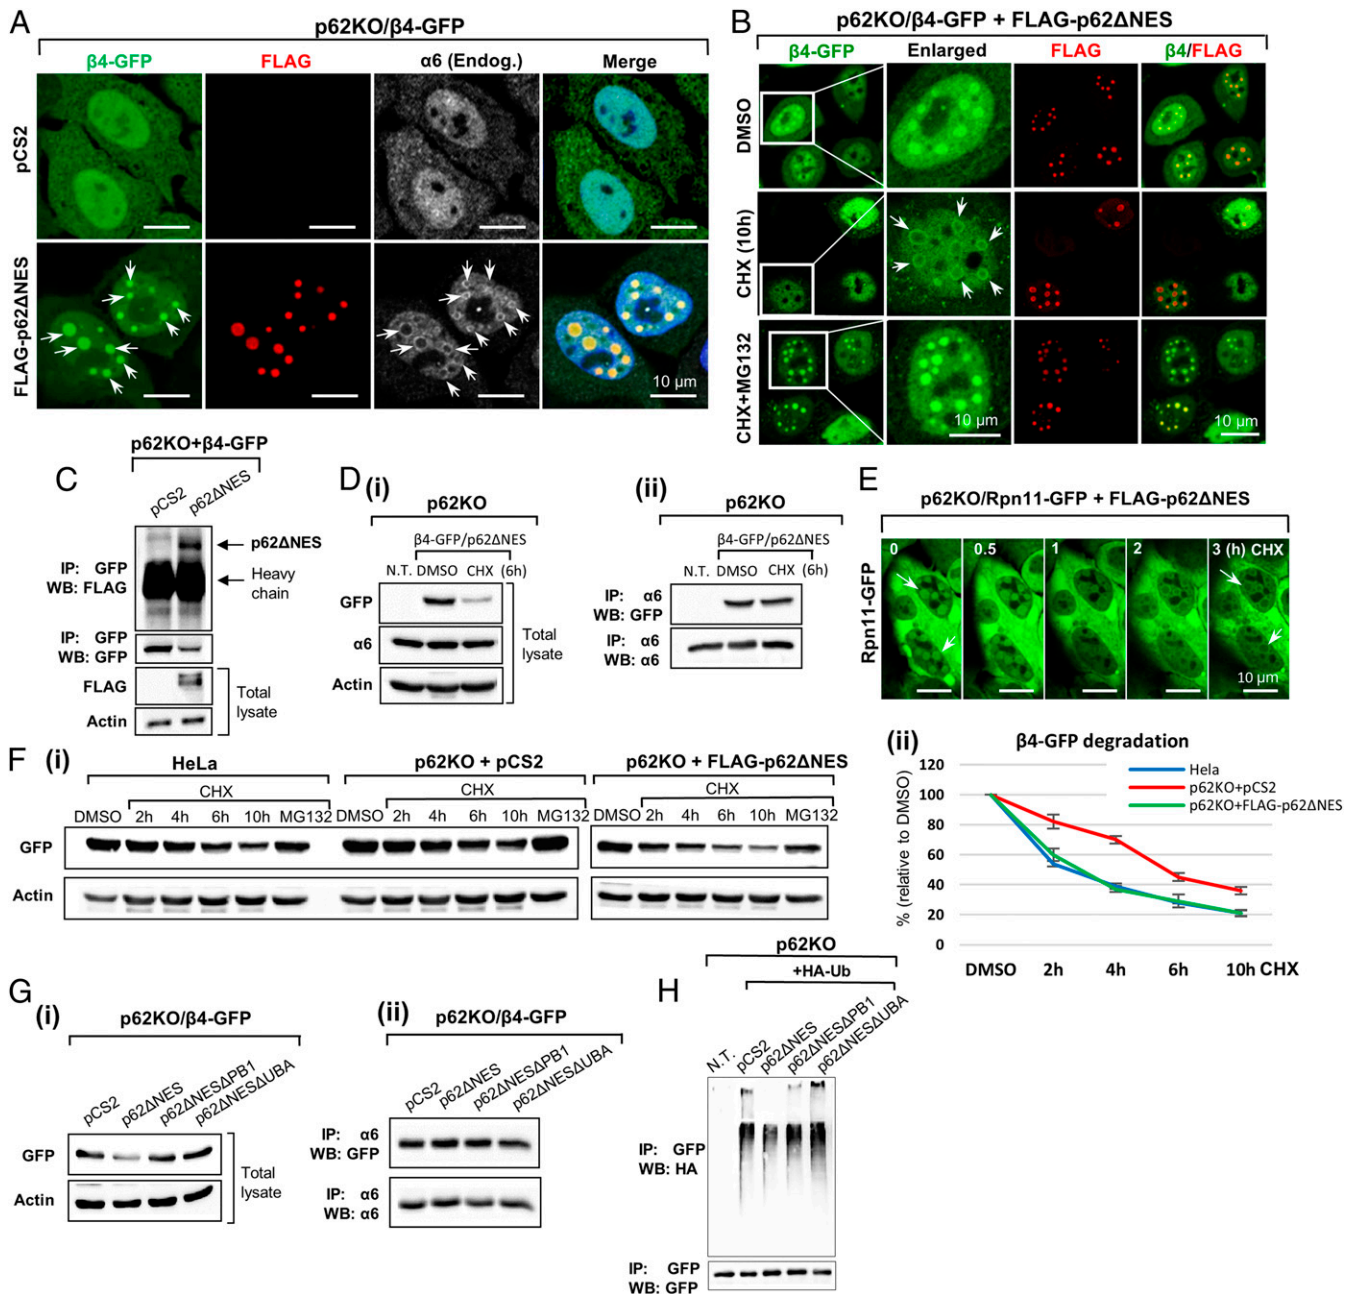 A
p62KO/β4-GFP
β4-GFP FLAG α6 (Endog.) Merge
pCS2
FLAG-p62ΔNES
10 µm
B
p62KO/β4-GFP + FLAG-p62ΔNES
β4-GFP Enlarged FLAG β4/FLAG
DMSO
CHX (10h)
CHX+MG132
10 µm 10 µm
C
p62KO+β4-GFP
pCS2 p62ΔNES
p62ΔNES
IP: GFP
WB: FLAG
Heavy
chain
IP: GFP
WB: GFP
FLAG
Actin
Total
lysate
D
(i)
p62KO
β4-GFP/p62ΔNES
N.T. DMSO CHX (6h)
GFP
α6
Actin
Total
lysate
(ii)
p62KO
β4-GFP/p62ΔNES
N.T. DMSO CHX (6h)
IP: α6
WB: GFP
IP: α6
WB: α6
E
p62KO/Rpn11-GFP + FLAG-p62ΔNES
0 0.5 1 2 3 (h) CHX
Rpn11-GFP
10 µm
F
(i)
HeLa p62KO + pCS2 p62KO + FLAG-p62ΔNES
CHX CHX CHX
DMSO 2h 4h 6h 10h MG132 DMSO 2h 4h 6h 10h MG132 DMSO 2h 4h 6h 10h MG132
GFP
Actin
(ii)
β4-GFP degradation
% (relative to DMSO)
120
100
80
60
40
20
0
Hela
p62KO+pCS2
p62KO+FLAG-p62ΔNES
DMSO 2h 4h 6h 10h CHX
G
(i)
p62KO/β4-GFP
pCS2 p62ΔNES p62ΔNESΔPB1 p62ΔNESΔUBA
GFP
Actin
Total
lysate
(ii)
p62KO/β4-GFP
pCS2 p62ΔNES p62ΔNESΔPB1 p62ΔNESΔUBA
IP: α6
WB: GFP
IP: α6
WB: α6
H
p62KO
+HA-Ub
N.T. pCS2 p62ΔNES p62ΔNESΔPB1 p62ΔNESΔUBA
IP: GFP
WB: HA
IP: GFP
WB: GFP